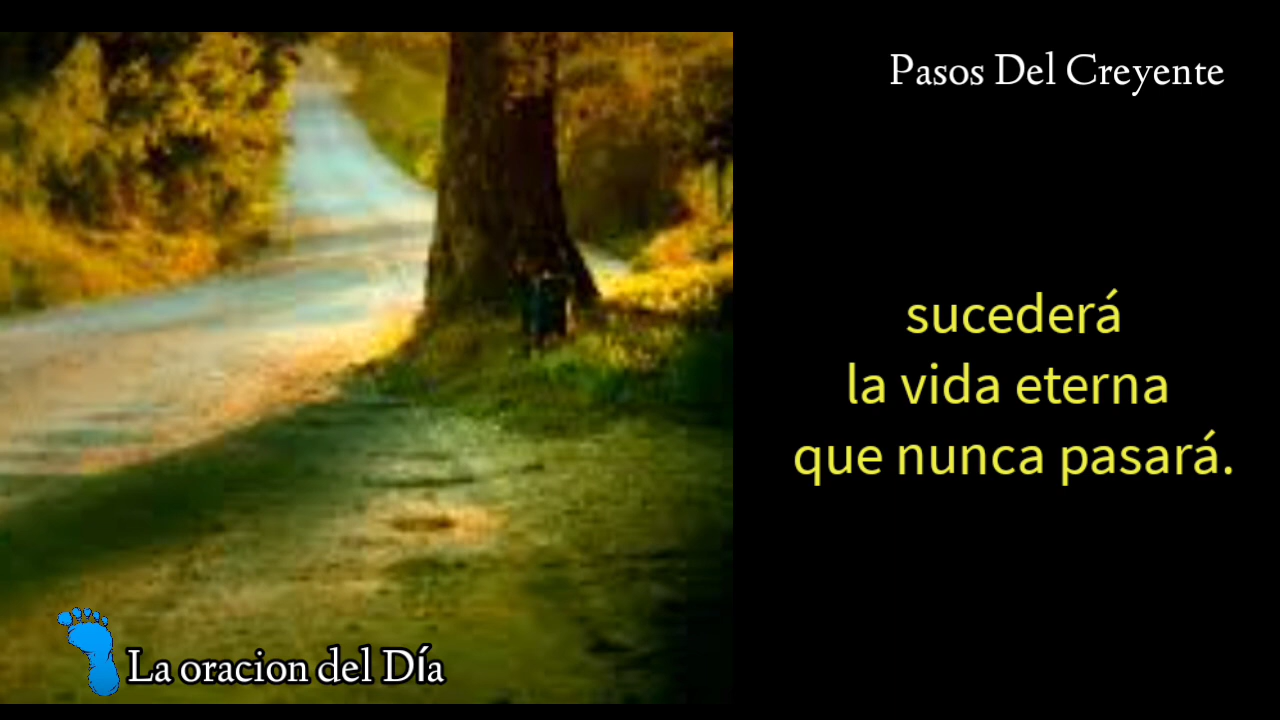 Pasos Del Creyente
sucederá
la vida eterna
que nunca pasará.
La oracion del Día